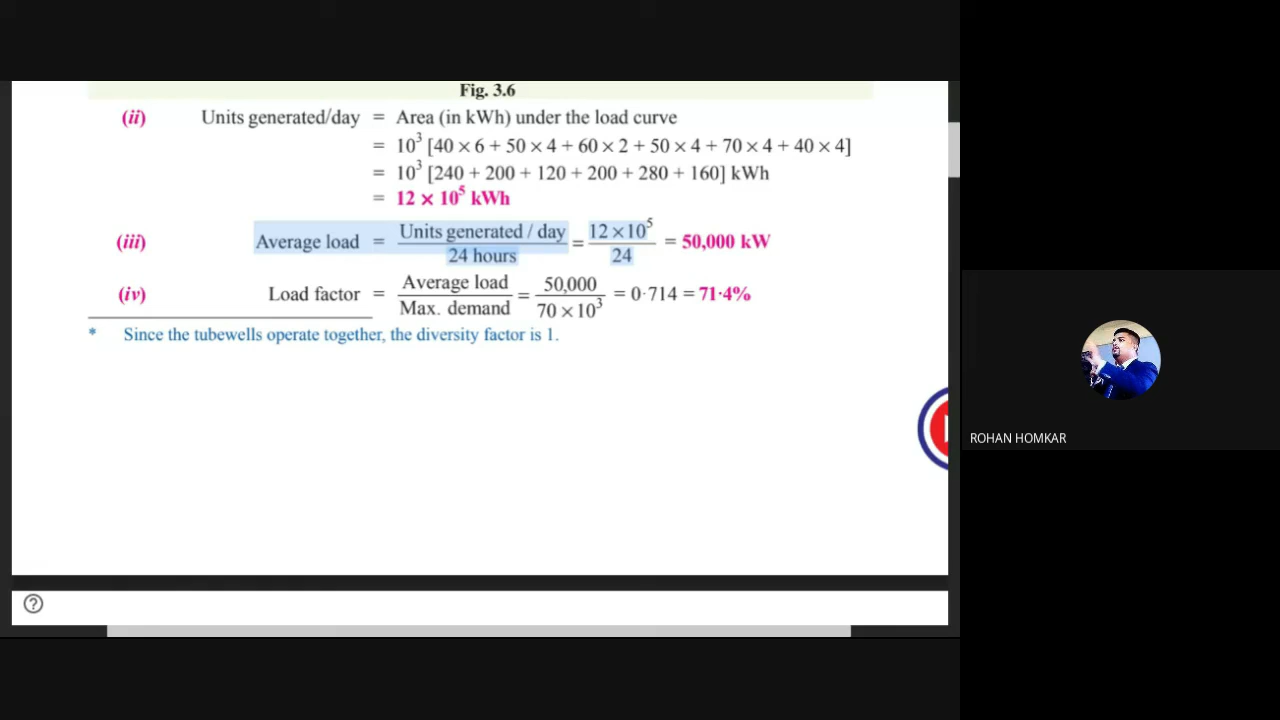 Fig. 3.6
(ii) Units generated/day = Area (in kWh) under the load curve
= 10³ [40 × 6 + 50 × 4 + 60 × 2 + 50 × 4 + 70 × 4 + 40 × 4]
= 10³ [240 + 200 + 120 + 200 + 280 + 160] kWh
= 12 × 10⁵ kWh
(iii) Average load = Units generated / day / 24 hours = 12 × 10⁵ / 24 = 50,000 kW
(iv) Load factor = Average load / Max. demand = 50,000 / 70 × 10³ = 0·714 = 71·4%
* Since the tubewells operate together, the diversity factor is 1.
ROHAN HOMKAR